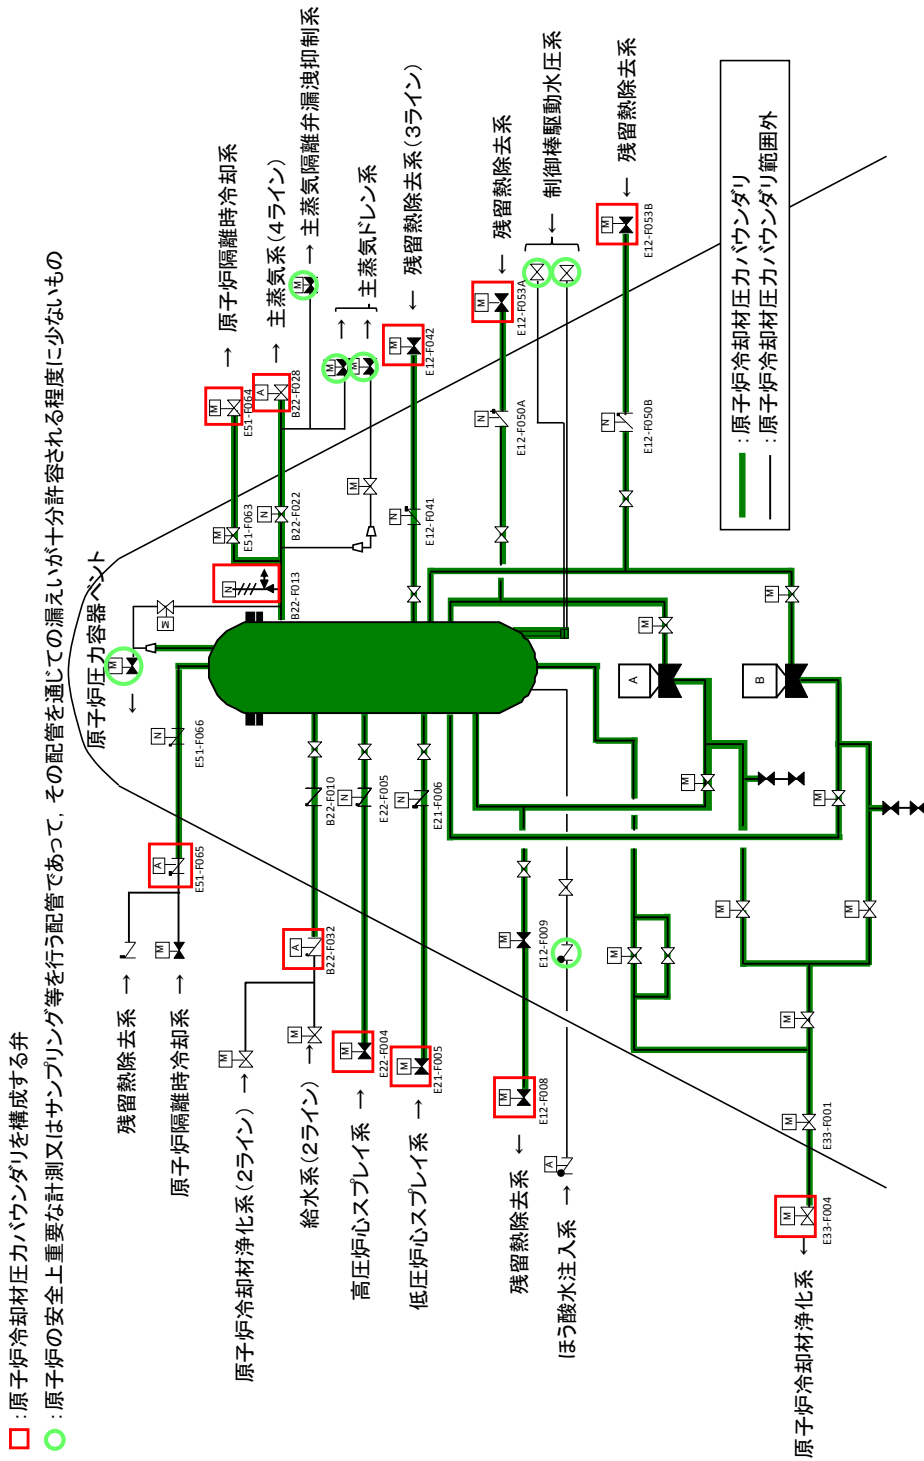 □:原子炉冷却材圧力バウンダリを構成する弁
○:原子炉の安全上重要な計測又はサンプリング等を行う配管であって，その配管を通じての漏えいが十分許容される程度に少ないもの
原子炉圧力容器ベント
←
M
M
残留熱除去系 →
原子炉隔離時冷却系 →
M
A
E51-F065
N
E51-F066
原子炉冷却材浄化系(2ライン) →
M
給水系(2ライン) →
M
A
B22-F032
B22-F010
高圧炉心スプレイ系 →
M
E22-F004
N
E22-F005
低圧炉心スプレイ系 →
M
E21-F005
N
E21-F006
残留熱除去系 ←
M
E12-F008
M
E12-F009
ほう酸水注入系 →
A
原子炉冷却材浄化系 ←
M
E33-F004
M
E33-F001
M
M
M
M
M
M
N
B22-F013
M
E51-F063
M
E51-F064
→ 原子炉隔離時冷却系
N
B22-F022
A
B22-F028
→ 主蒸気系(4ライン)
M
→ 主蒸気隔離弁漏洩抑制系
M
M
M
→
→
主蒸気ドレン系
N
E12-F041
M
E12-F042
← 残留熱除去系(3ライン)
N
E12-F050A
M
E12-F053A
← 残留熱除去系
← 制御棒駆動水圧系
N
E12-F050B
M
E12-F053B
← 残留熱除去系
A
M
B
M
:原子炉冷却材圧力バウンダリ
:原子炉冷却材圧力バウンダリ範囲外